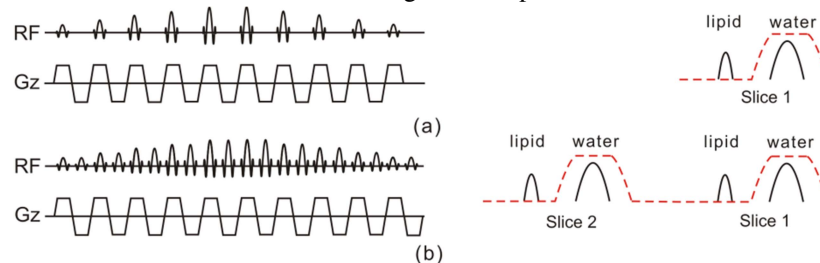 RF
Gz
(a)
lipid water
Slice 1
RF
Gz
(b)
lipid water lipid water
Slice 2 Slice 1